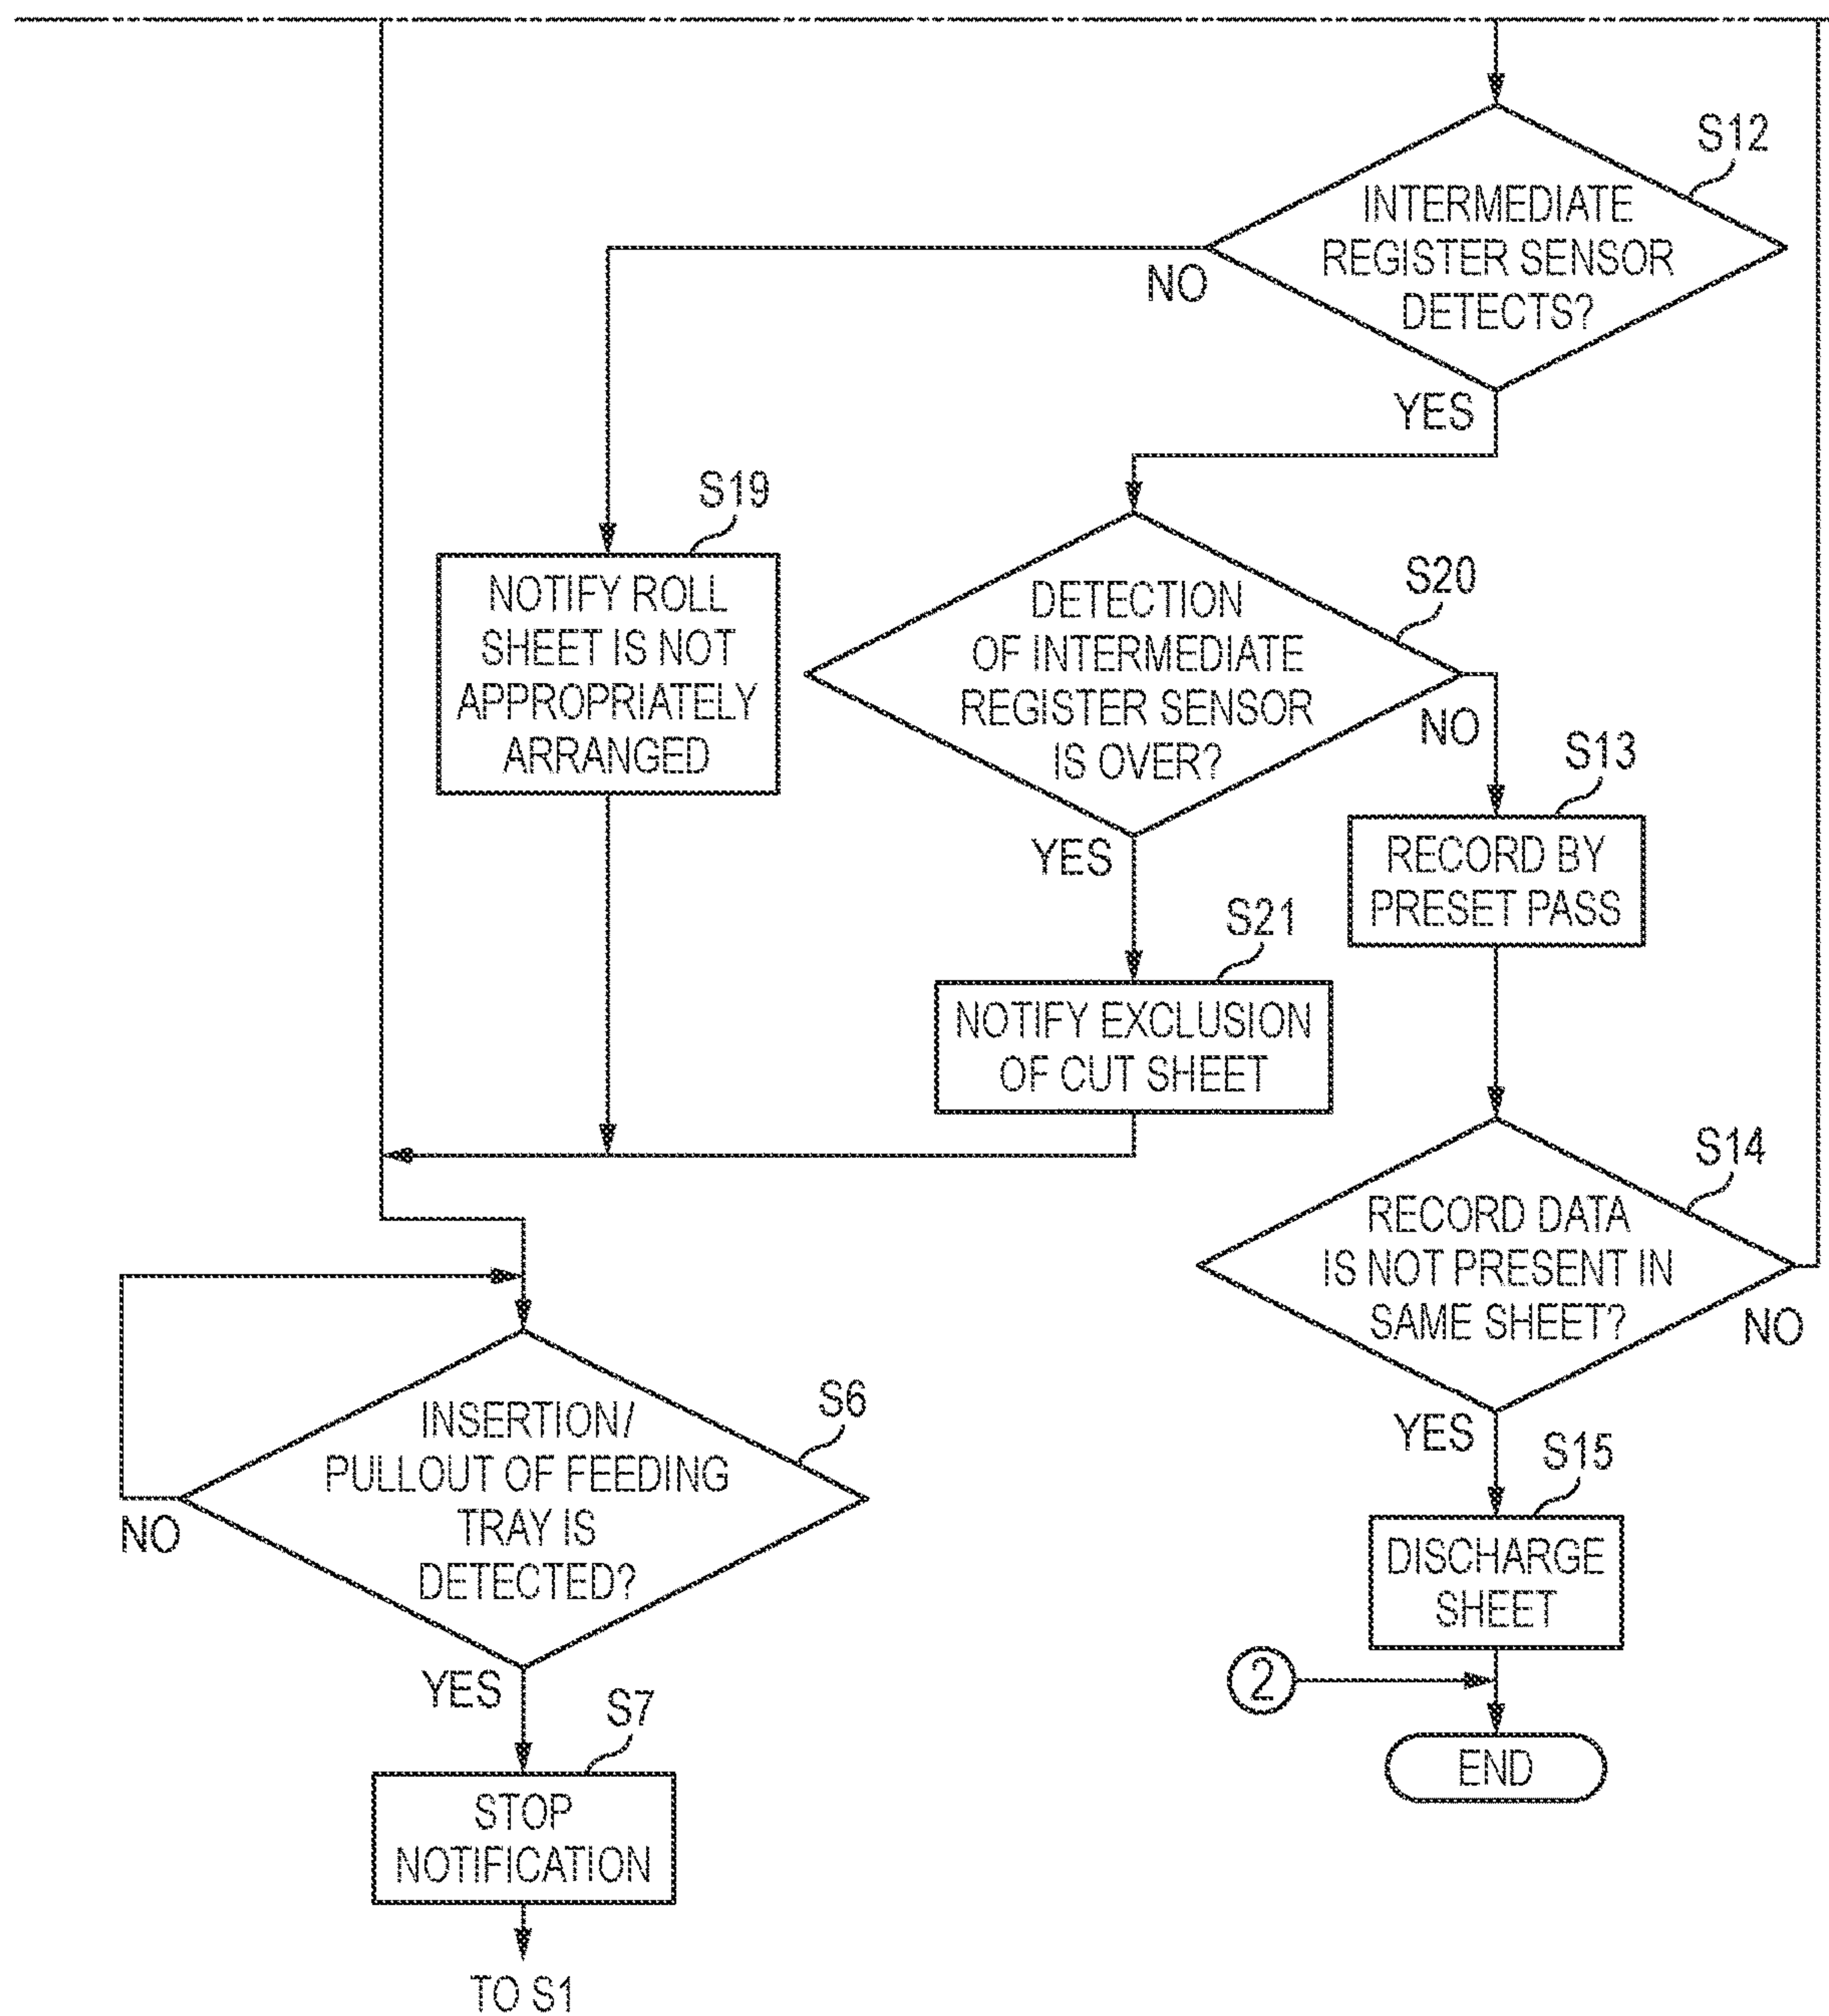 S12
INTERMEDIATE
REGISTER SENSOR
DETECTS?
NO
YES
S19
NOTIFY ROLL
SHEET IS NOT
APPROPRIATELY
ARRANGED
S20
DETECTION
OF INTERMEDIATE
REGISTER SENSOR
IS OVER?
NO
YES
S13
RECORD BY
PRESET PASS
S21
NOTIFY EXCLUSION
OF CUT SHEET
S14
RECORD DATA
IS NOT PRESENT IN
SAME SHEET?
NO
YES
S6
INSERTION/
PULLOUT OF FEEDING
TRAY IS
DETECTED?
NO
YES
S15
DISCHARGE
SHEET
2
END
S7
STOP
NOTIFICATION
TO S1